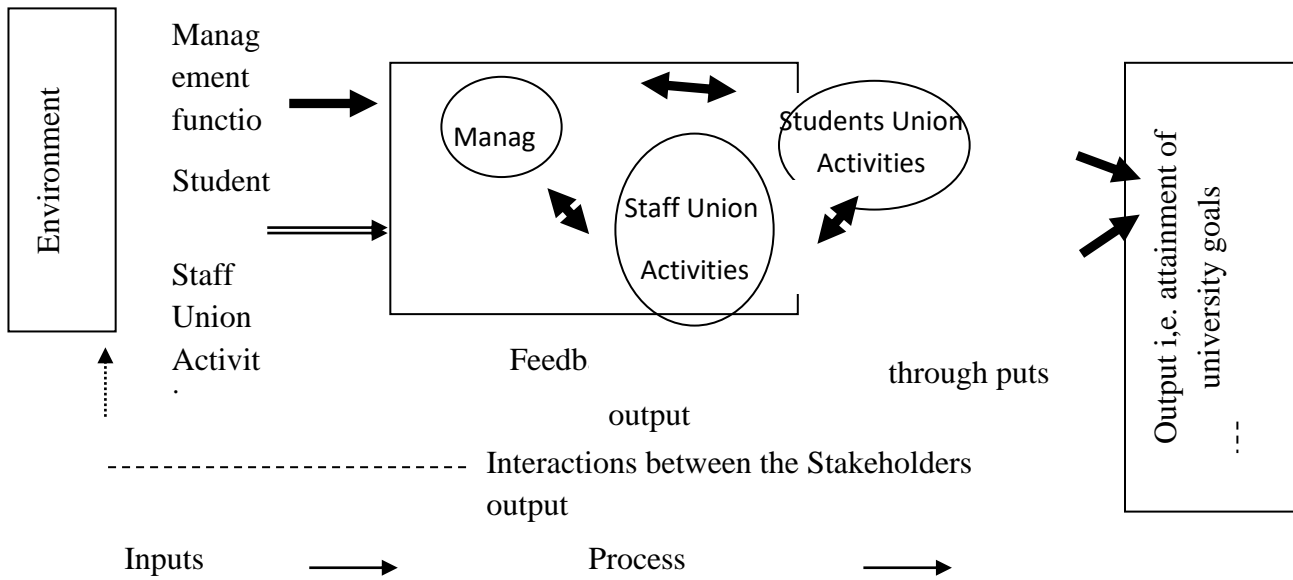 Environment
Manag
ement
functio
Student
Staff
Union
Activit
Manag
Staff Union
Activities
Students Union
Activities
Output i,e. attainment of
university goals
Feedb
through puts
output
Interactions between the Stakeholders
output
Inputs
Process